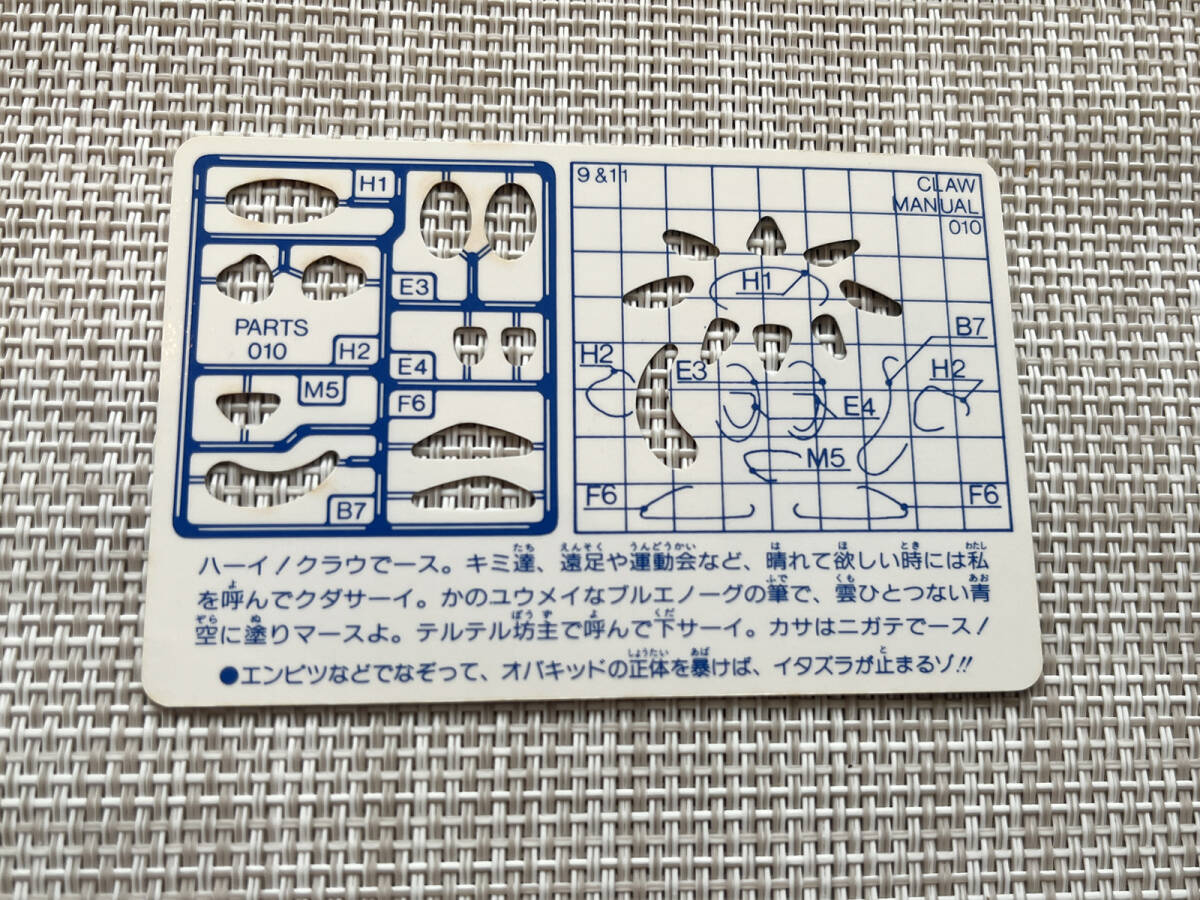 H1
E3
PARTS
010
H2
E4
M5
F6
B7
9&11
CLAW
MANUAL
010
H1
B7
H2
E3
H2
E4
M5
F6
F6
ハーイ!クラウでース。キミ達、遠足や運動会など、晴れて欲しい時には私
を呼んでクダサーイ。かのユウメイなブルエノーグの筆で、雲ひとつない青
空に塗りマースよ。テルテル坊主で呼んで下サーイ。カサはニガテでース!
●エンピツなどでなぞって、オバキッドの正体を暴けば、イタズラが止まるゾ!!